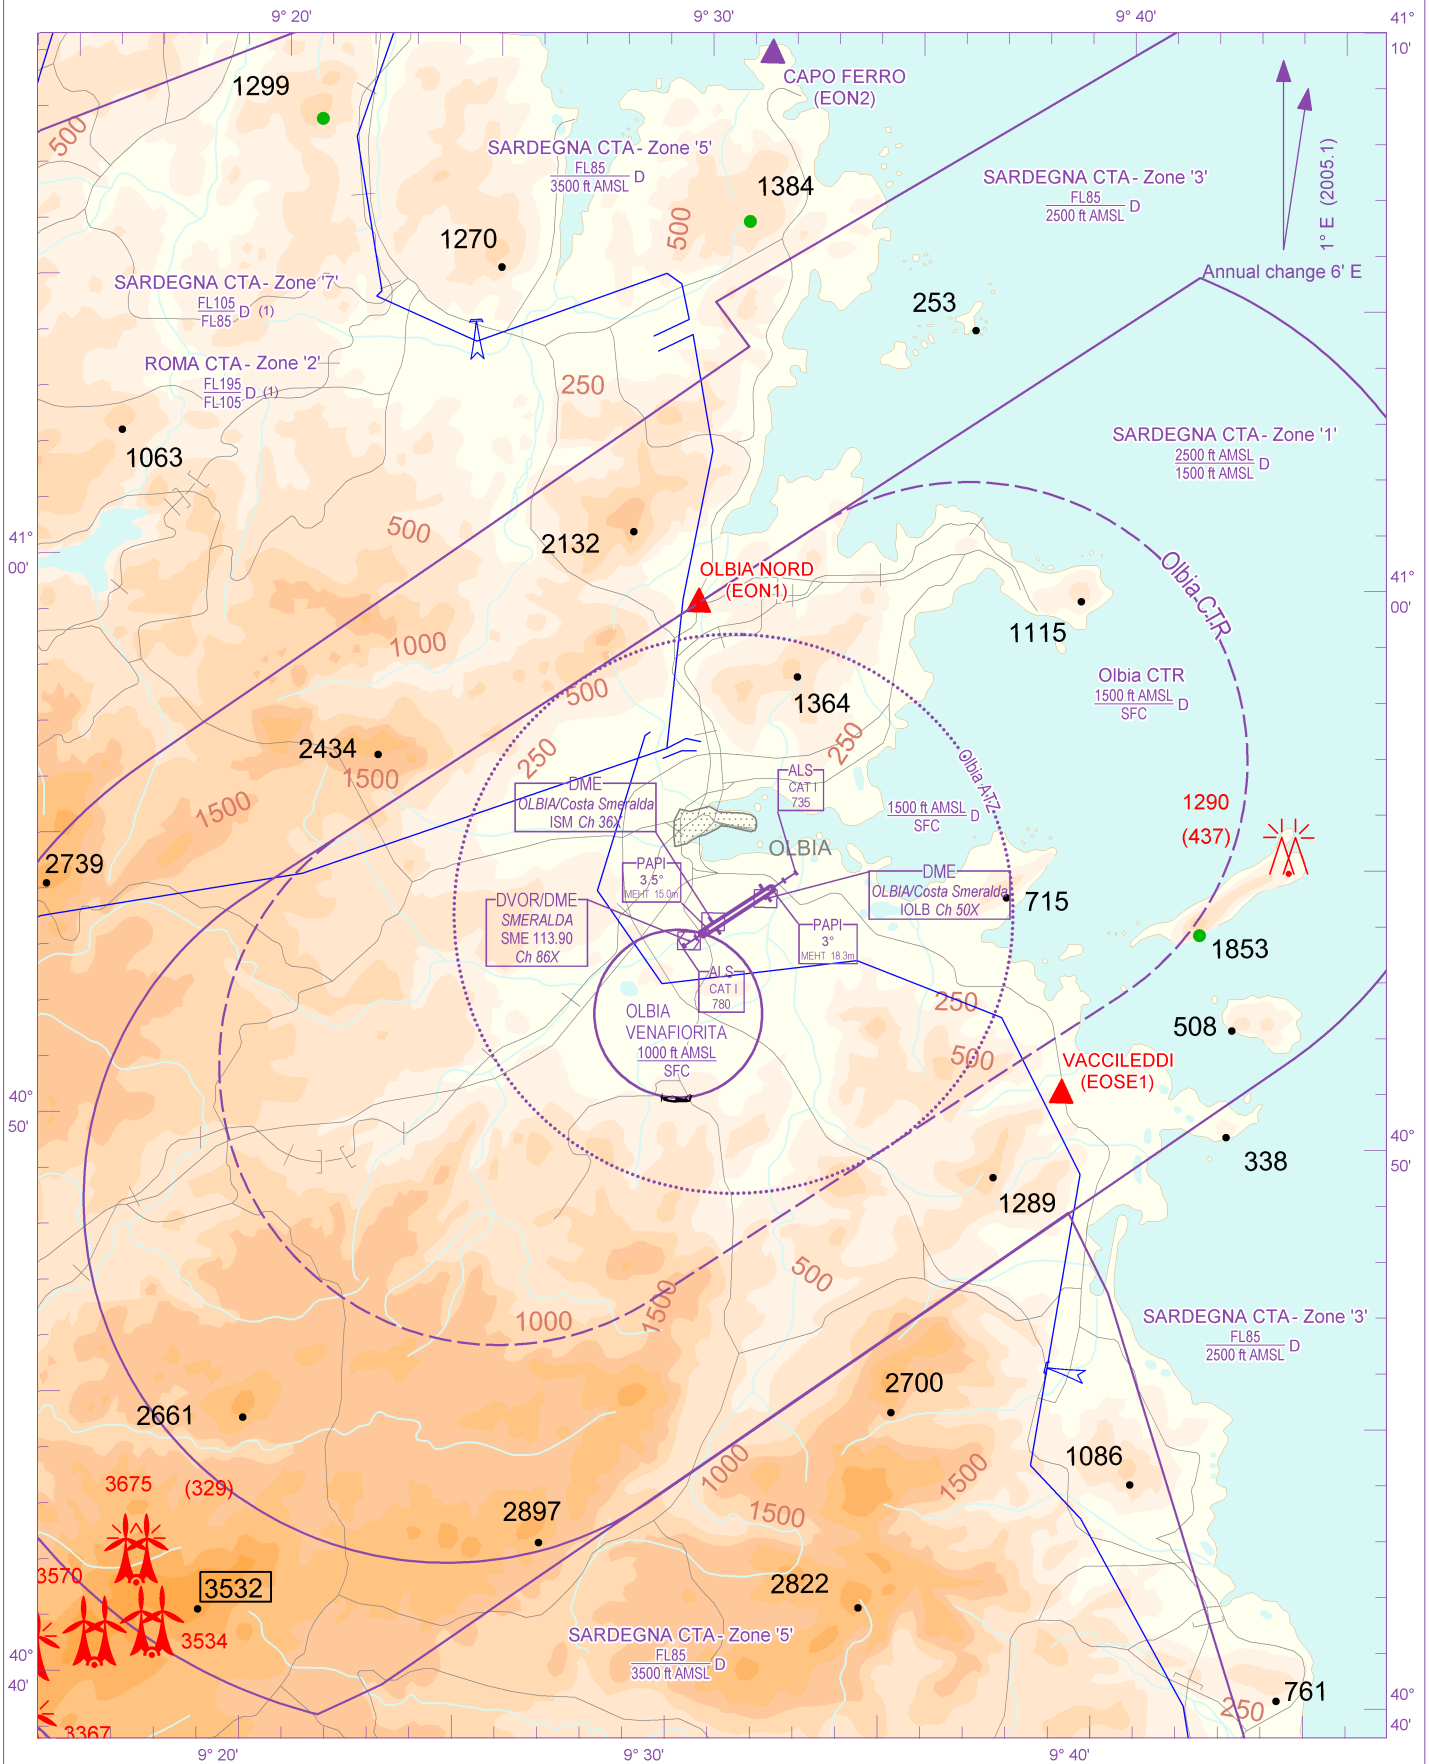 9° 20'
9° 30'
9° 40'
41°
10'
CAPO FERRO
(EON2)
1299
500
SARDEGNA CTA - Zone '5'
FL85
3500 ft AMSL
D
1384
SARDEGNA CTA - Zone '3'
FL85
2500 ft AMSL
D
1° E (2005.1)
Annual change 6' E
1270
500
SARDEGNA CTA - Zone '7'
FL105
FL85
D (1)
253
ROMA CTA - Zone '2'
FL195
FL105
D (1)
250
1063
SARDEGNA CTA - Zone '1'
2500 ft AMSL
1500 ft AMSL
D
500
2132
41°
00'
OLBIA NORD
(EON1)
Olbia CTR
41°
00'
1115
1000
500
1364
Olbia CTR
1500 ft AMSL
SFC
D
2434
1500
250
250
Olbia ATZ
1500
DME
OLBIA/Costa Smeralda
ISM Ch 36X
ALS
CAT I
735
1500 ft AMSL
SFC
D
1290
(437)
OLBIA
2739
PAPI
3,5°
MEHT 15.0m
DME
OLBIA/Costa Smeralda
IOLB Ch 50X
715
DVOR/DME
SMERALDA
SME 113.90
Ch 86X
PAPI
3°
MEHT 18.3m
1853
ALS
CAT I
780
250
OLBIA
VENAFIORITA
1000 ft AMSL
SFC
508
500
VACCILEDDI
(EOSE1)
40°
50'
40°
50'
338
1289
500
1500
1000
SARDEGNA CTA - Zone '3'
FL85
2500 ft AMSL
D
2700
2661
1086
1000
1500
3675
(329)
2897
1500
3570
3532
2822
3534
SARDEGNA CTA - Zone '5'
FL85
3500 ft AMSL
D
40°
40'
761
250
40°
40'
3367
9° 20'
9° 30'
9° 40'